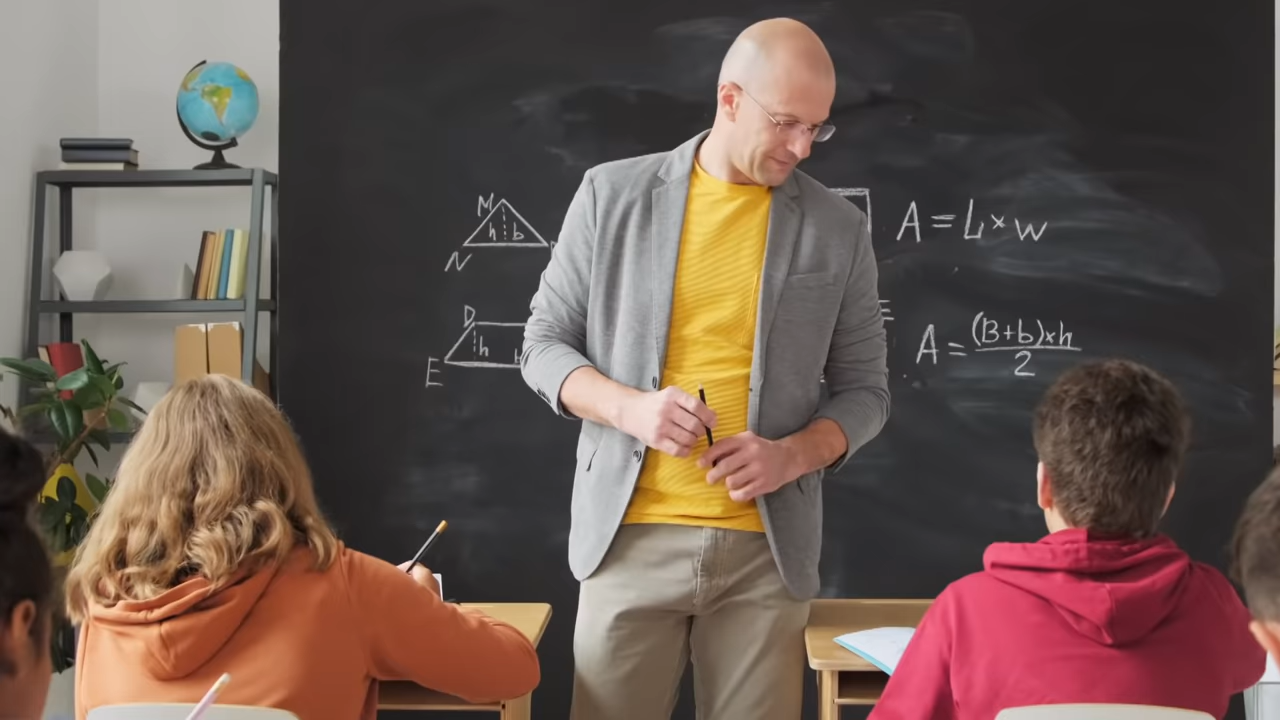 M
h b
N
A = L × w
D
h
E
E
A = (B+b)×h
2